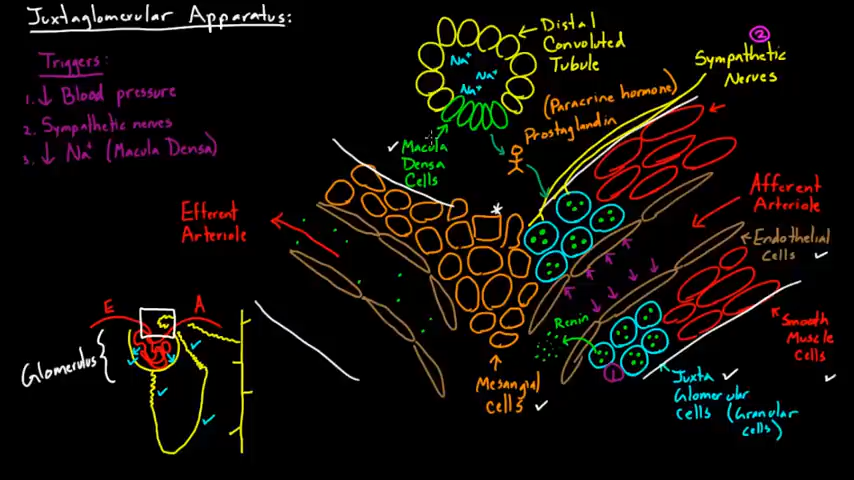 Juxtaglomerular Apparatus:
Triggers:
1. ↓ Blood pressure
2. Sympathetic nerves
3. ↓ Na+ (Macula Densa)
Distal
Convoluted
Tubule
Na+
Na+
Na+
2
Sympathetic
Nerves
(Paracrine hormone)
Prostaglandin
Macula
Densa
Cells
Efferent
Arteriole
Afferent
Arteriole
Endothelial
Cells
Smooth
Muscle
Cells
Renin
1
Juxta
Glomerular
cells (Granular
cells)
Mesangial
cells
E
A
Glomerulus
*